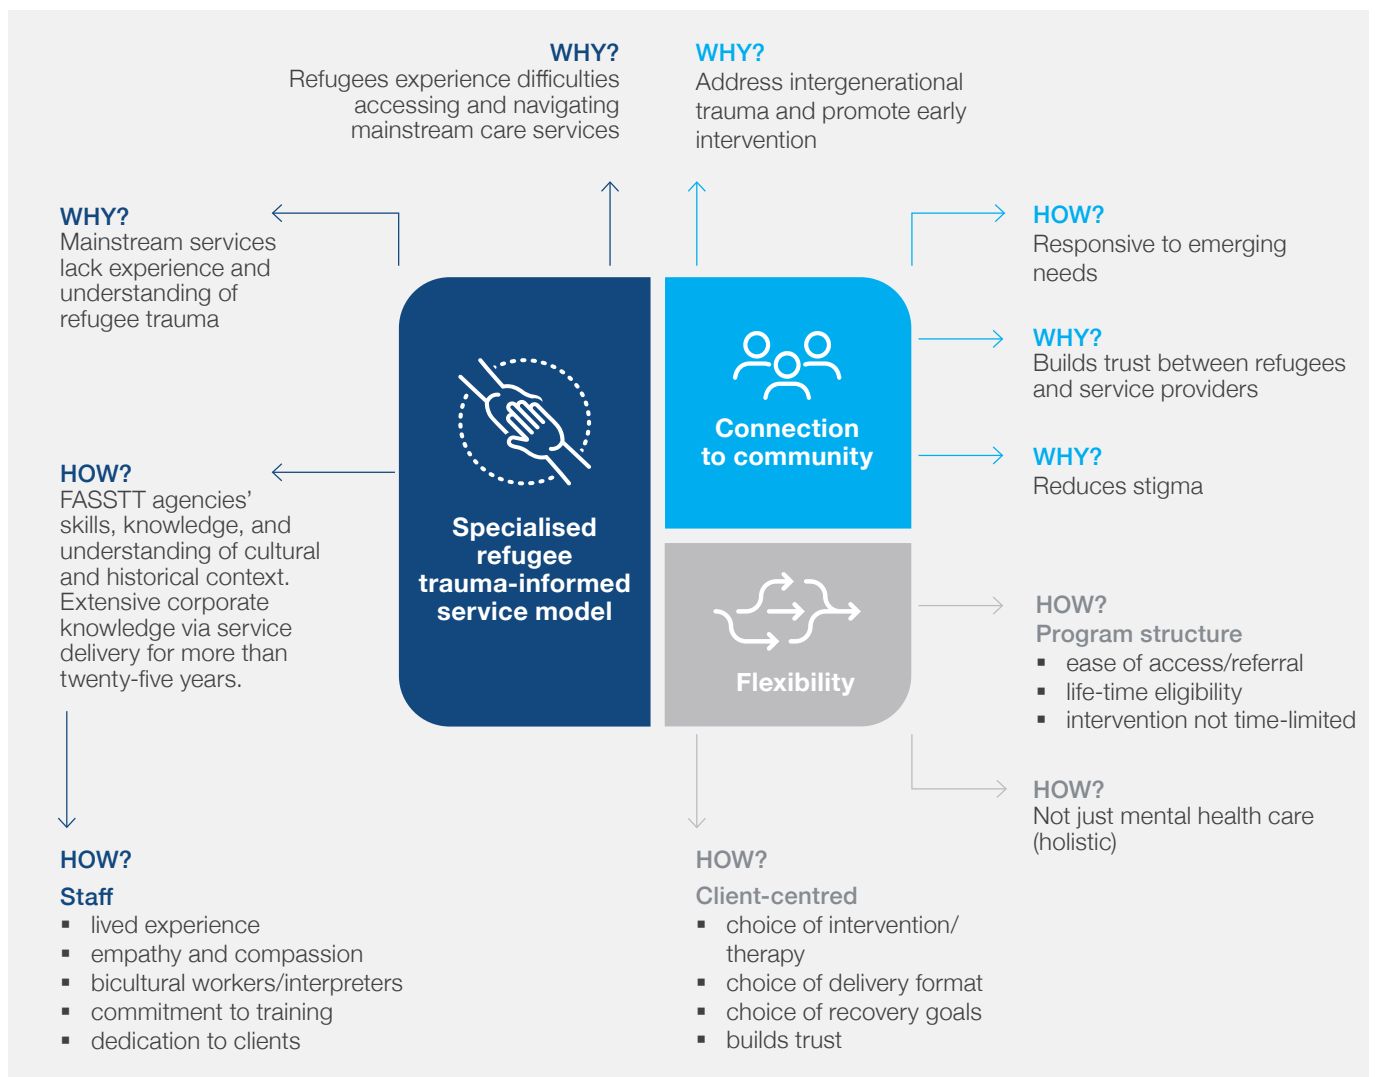 WHY?
Refugees experience difficulties
accessing and navigating
mainstream care services
WHY?
Address intergenerational
trauma and promote early
intervention
WHY?
Mainstream services
lack experience and
understanding of
refugee trauma
HOW?
Responsive to emerging
needs
WHY?
Builds trust between refugees
and service providers
WHY?
Reduces stigma
HOW?
FASSTT agencies’
skills, knowledge, and
understanding of cultural
and historical context.
Extensive corporate
knowledge via service
delivery for more than
twenty-five years.
Specialised
refugee
trauma-informed
service model
Connection
to community
Flexibility
HOW?
Program structure
▪ ease of access/referral
▪ life-time eligibility
▪ intervention not time-limited
HOW?
Not just mental health care
(holistic)
HOW?
Staff
▪ lived experience
▪ empathy and compassion
▪ bicultural workers/interpreters
▪ commitment to training
▪ dedication to clients
HOW?
Client-centred
▪ choice of intervention/
therapy
▪ choice of delivery format
▪ choice of recovery goals
▪ builds trust